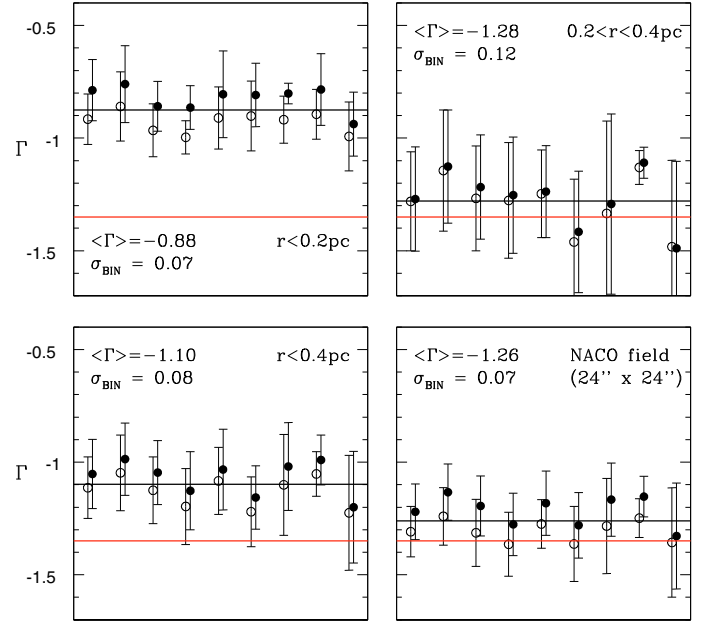 -0.5
-1
-1.5
Γ
<Γ>=−0.88
σBIN = 0.07
r<0.2pc
<Γ>=−1.28
σBIN = 0.12
0.2<r<0.4pc
-0.5
-1
-1.5
Γ
<Γ>=−1.10
σBIN = 0.08
r<0.4pc
<Γ>=−1.26
σBIN = 0.07
NACO field
(24'' x 24'')